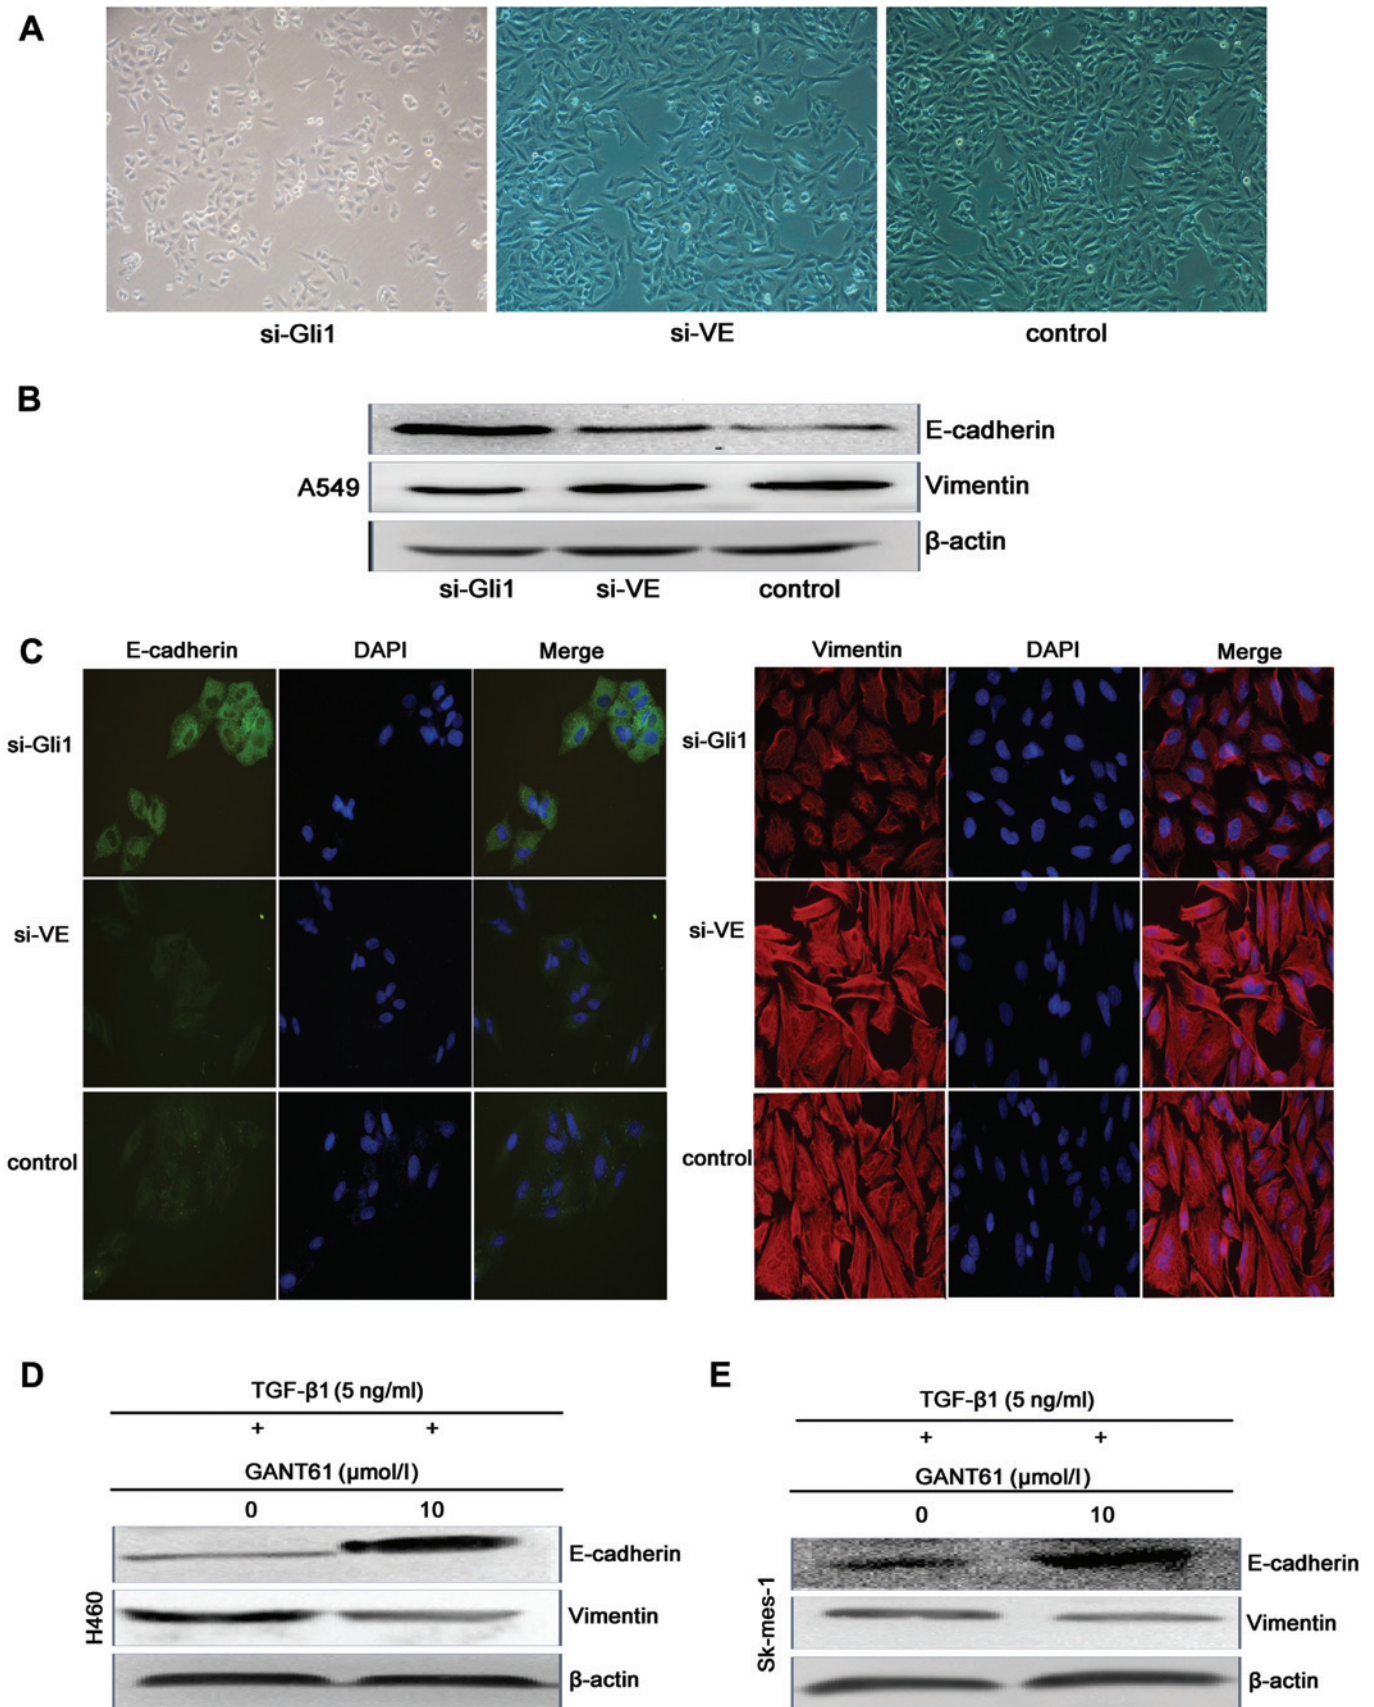 A
si-Gli1 si-VE control
B
E-cadherin
A549 Vimentin
β-actin
si-Gli1 si-VE control
C
E-cadherin DAPI Merge Vimentin DAPI Merge
si-Gli1 si-Gli1
si-VE si-VE
control control
D
TGF-β1 (5 ng/ml)
+ +
GANT61 (μmol/l)
0 10
E-cadherin
H460 Vimentin
β-actin
E
TGF-β1 (5 ng/ml)
+ +
GANT61 (μmol/l)
0 10
E-cadherin
Sk-mes-1 Vimentin
β-actin